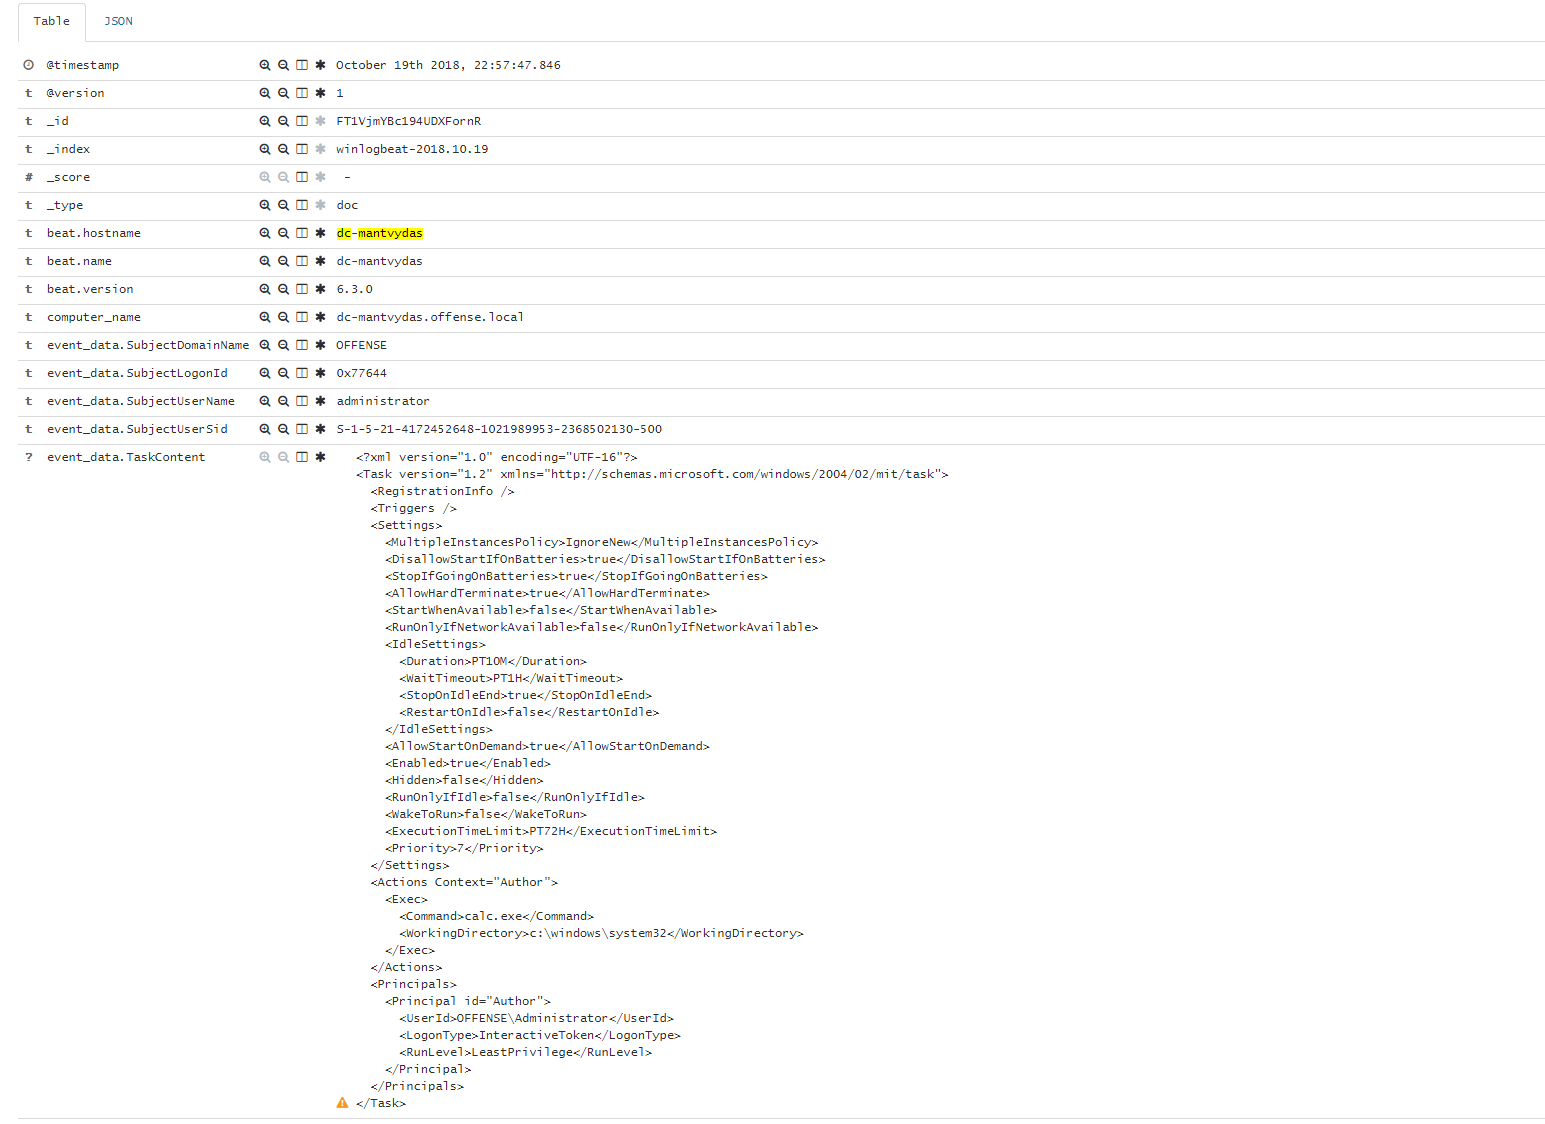 Table JSON
@timestamp October 19th 2018, 22:57:47.846
t @version 1
t _id FT1VjmYBc194UDXFornR
t _index winlogbeat-2018.10.19
# _score -
t _type doc
t beat.hostname dc-mantvydas
t beat.name dc-mantvydas
t beat.version 6.3.0
t computer_name dc-mantvydas.offense.local
t event_data.SubjectDomainName OFFENSE
t event_data.SubjectLogonId 0x77644
t event_data.SubjectUserName administrator
t event_data.SubjectUserSid S-1-5-21-4172452648-1021989953-2368502130-500
? event_data.TaskContent <?xml version="1.0" encoding="UTF-16"?>
<Task version="1.2" xmlns="http://schemas.microsoft.com/windows/2004/02/mit/task">
<RegistrationInfo />
<Triggers />
<Settings>
<MultipleInstancesPolicy>IgnoreNew</MultipleInstancesPolicy>
<DisallowStartIfOnBatteries>true</DisallowStartIfOnBatteries>
<StopIfGoingOnBatteries>true</StopIfGoingOnBatteries>
<AllowHardTerminate>true</AllowHardTerminate>
<StartWhenAvailable>false</StartWhenAvailable>
<RunOnlyIfNetworkAvailable>false</RunOnlyIfNetworkAvailable>
<IdleSettings>
<Duration>PT10M</Duration>
<WaitTimeout>PT1H</WaitTimeout>
<StopOnIdleEnd>true</StopOnIdleEnd>
<RestartOnIdle>false</RestartOnIdle>
</IdleSettings>
<AllowStartOnDemand>true</AllowStartOnDemand>
<Enabled>true</Enabled>
<Hidden>false</Hidden>
<RunOnlyIfIdle>false</RunOnlyIfIdle>
<WakeToRun>false</WakeToRun>
<ExecutionTimeLimit>PT72H</ExecutionTimeLimit>
<Priority>7</Priority>
</Settings>
<Actions Context="Author">
<Exec>
<Command>calc.exe</Command>
<WorkingDirectory>c:\windows\system32</WorkingDirectory>
</Exec>
</Actions>
<Principals>
<Principal id="Author">
<UserId>OFFENSE\Administrator</UserId>
<LogonType>InteractiveToken</LogonType>
<RunLevel>LeastPrivilege</RunLevel>
</Principal>
</Principals>
</Task>